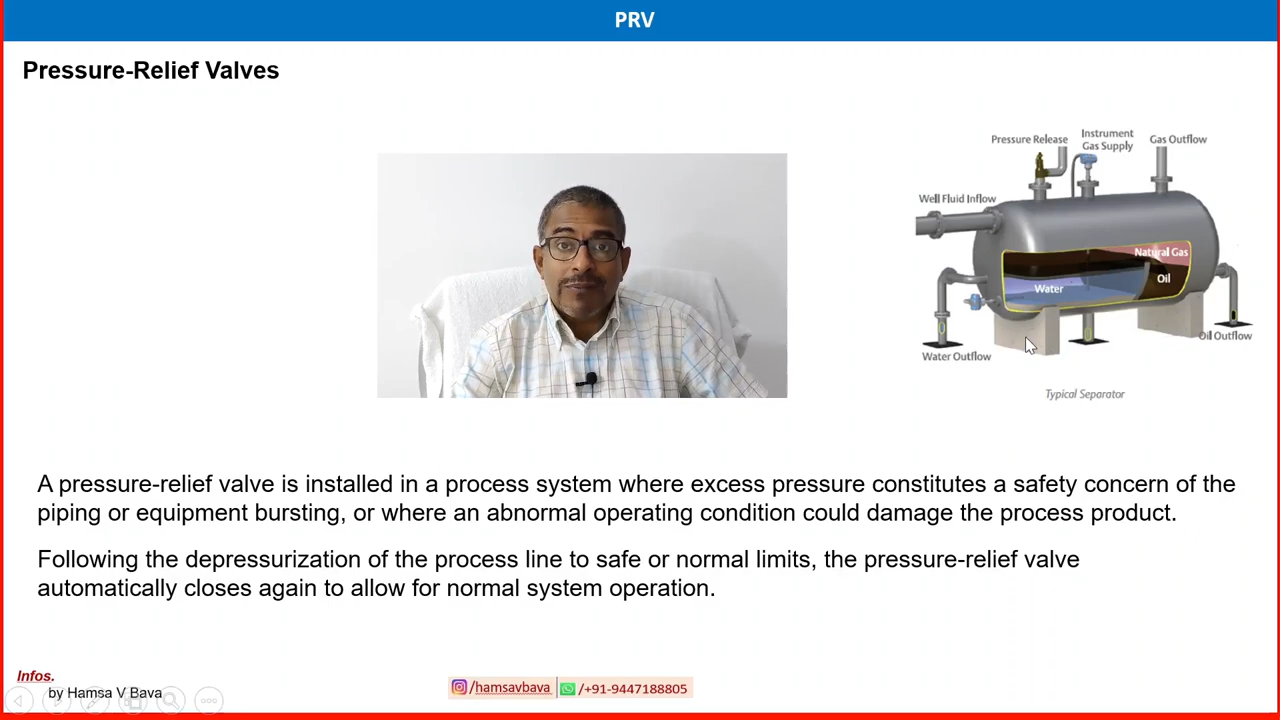 PRV
Pressure-Relief Valves
Pressure Release
Instrument
Gas Supply
Gas Outflow
Well Fluid Inflow
Natural Gas
Oil
Water
Oil Outflow
Water Outflow
Typical Separator
A pressure-relief valve is installed in a process system where excess pressure constitutes a safety concern of the
piping or equipment bursting, or where an abnormal operating condition could damage the process product.
Following the depressurization of the process line to safe or normal limits, the pressure-relief valve
automatically closes again to allow for normal system operation.
Infos.
by Hamsa V Bava
/hamsavbava
/+91-9447188805